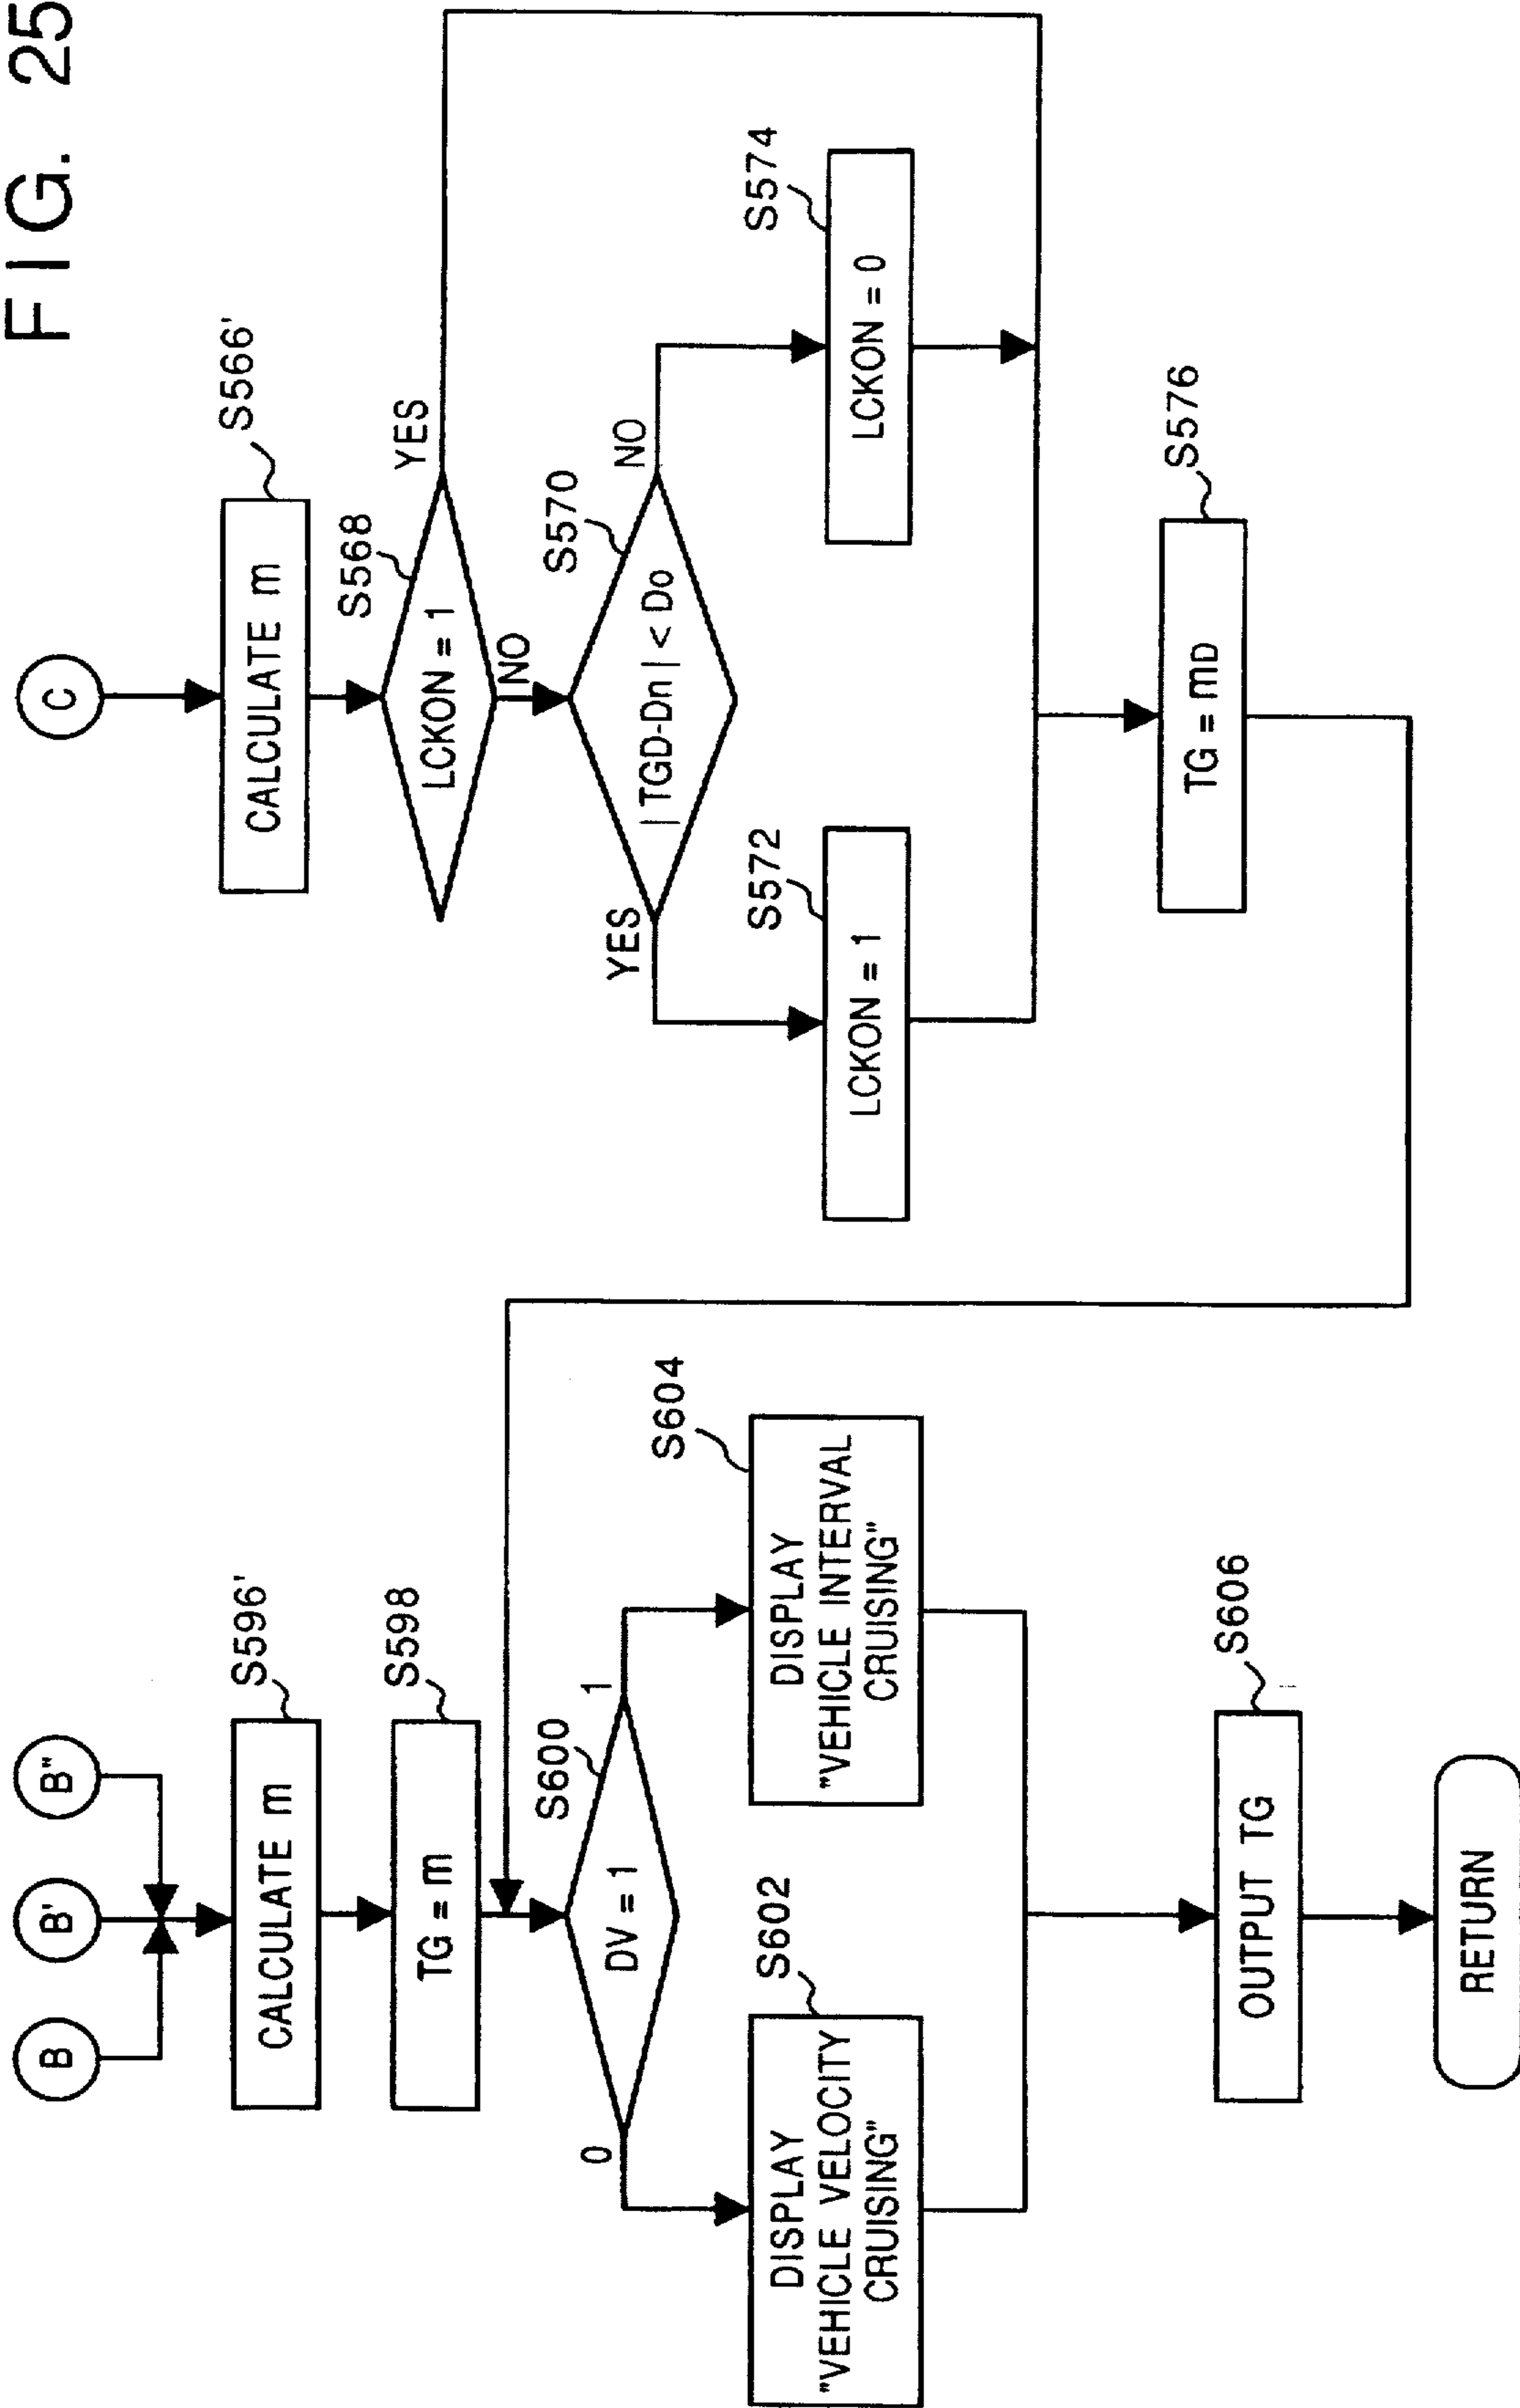 FIG. 25
B
B'
B"
CALCULATE m
S596'
TG = m
S598
S600
DV = 1
0
1
S602
DISPLAY
"VEHICLE VELOCITY
CRUISING"
S604
DISPLAY
"VEHICLE INTERVAL
CRUISING"
S606
OUTPUT TG
RETURN
C
S566'
CALCULATE m
S568
LCKON = 1
YES
NO
S570
|TGD-Dn| < Do
YES
NO
S572
LCKON = 1
S574
LCKON = 0
S576
TG = mD